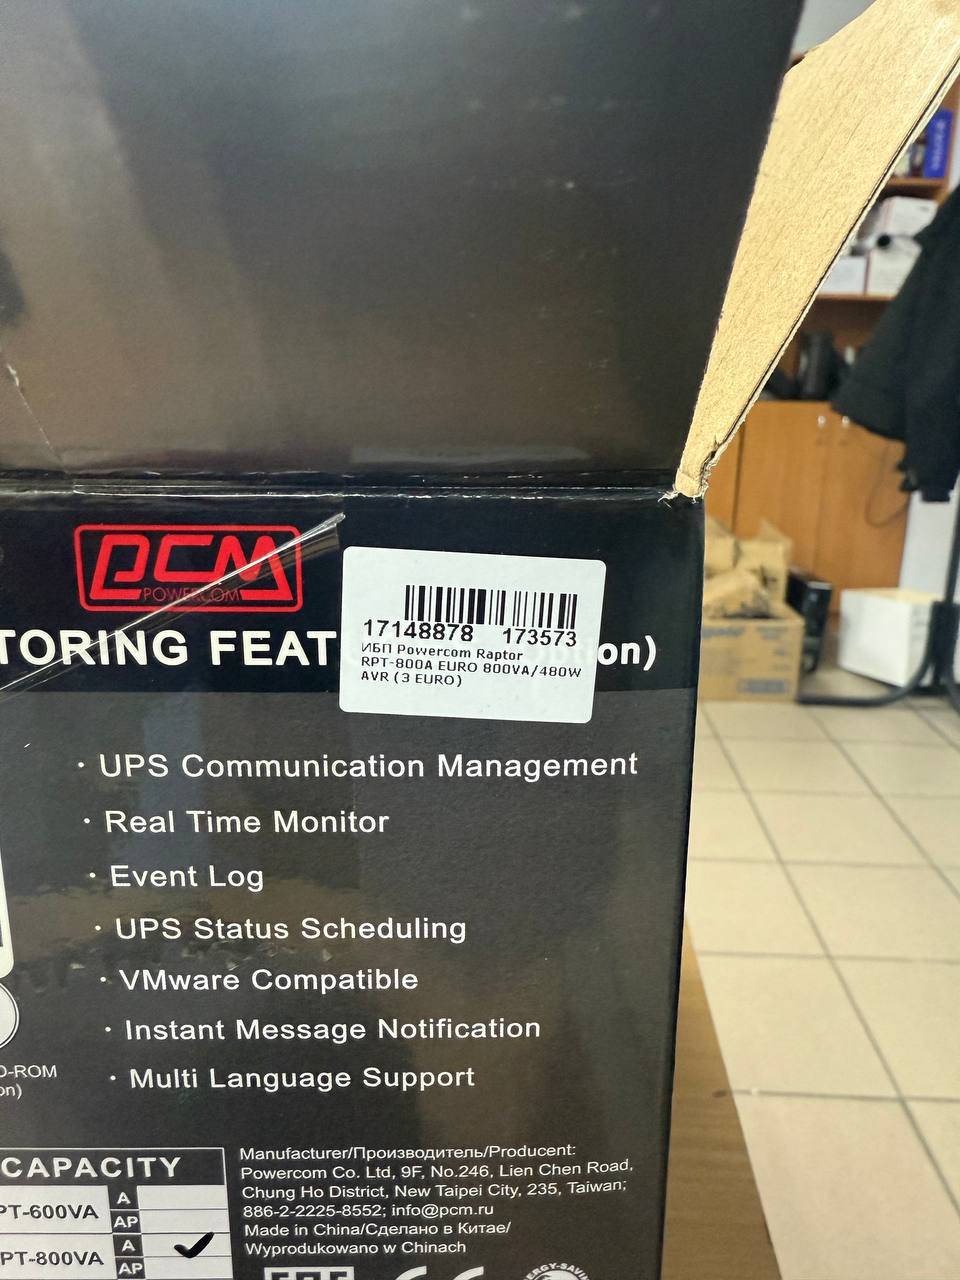 PCM
POWERCOM
TORING FEAT
on)
17148878 173573
ИБП Powercom Raptor
RPT-800A EURO 800VA/480W
AVR (3 EURO)
· UPS Communication Management
· Real Time Monitor
· Event Log
· UPS Status Scheduling
· VMware Compatible
· Instant Message Notification
· Multi Language Support
D-ROM
on)
CAPACITY
PT-600VA
A
AP
PT-800VA
A
AP
Manufacturer/Производитель/Producent:
Powercom Co. Ltd, 9F, No.246, Lien Chen Road,
Chung Ho District, New Taipei City, 235, Taiwan;
886-2-2225-8552; info@pcm.ru
Made in China/Сделано в Китае/
Wyprodukowano w Chinach